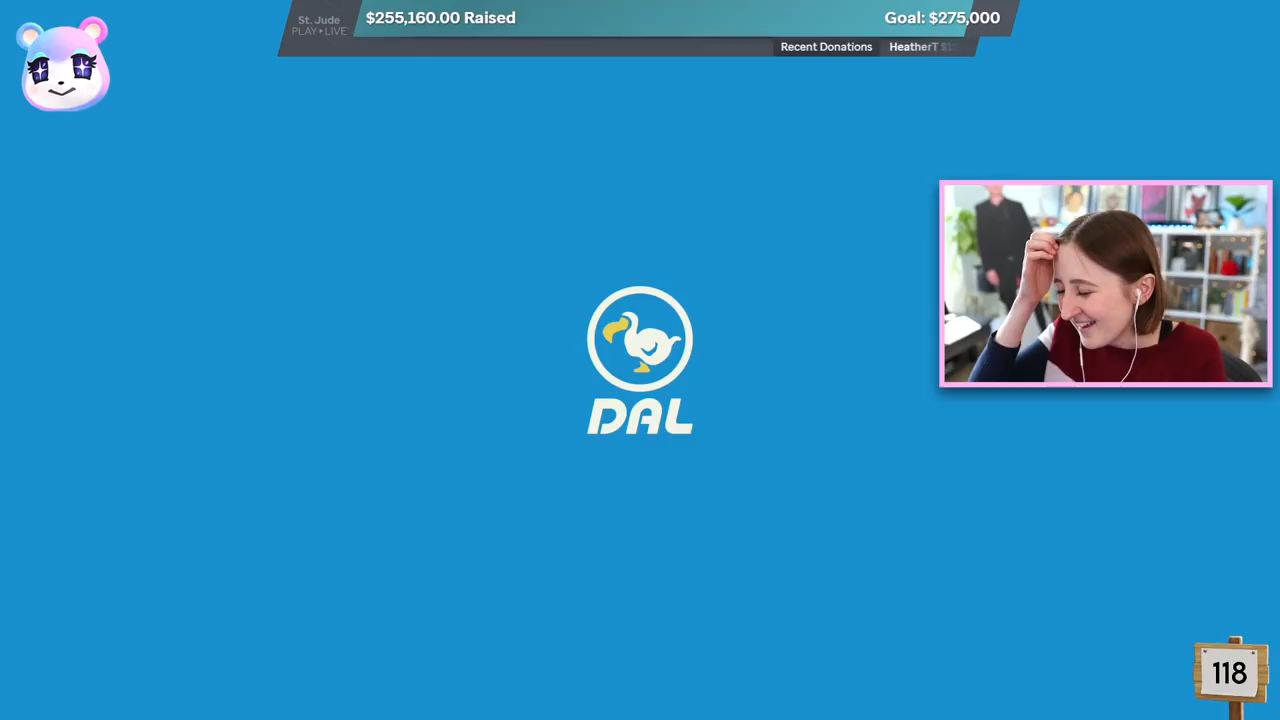 St. Jude
PLAY LIVE
$255,160.00 Raised
Goal: $275,000
Recent Donations
HeatherT
DAL
118